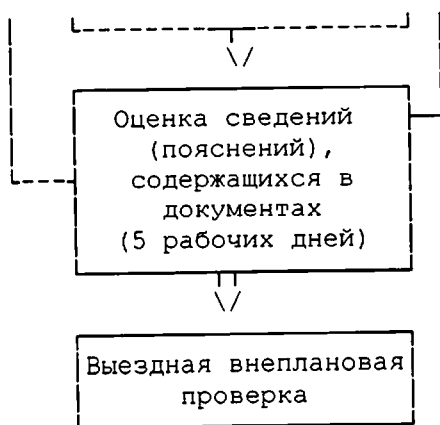 Оценка сведений
(пояснений),
содержащихся в
документах
(5 рабочих дней)
Выездная внеплановая
проверка